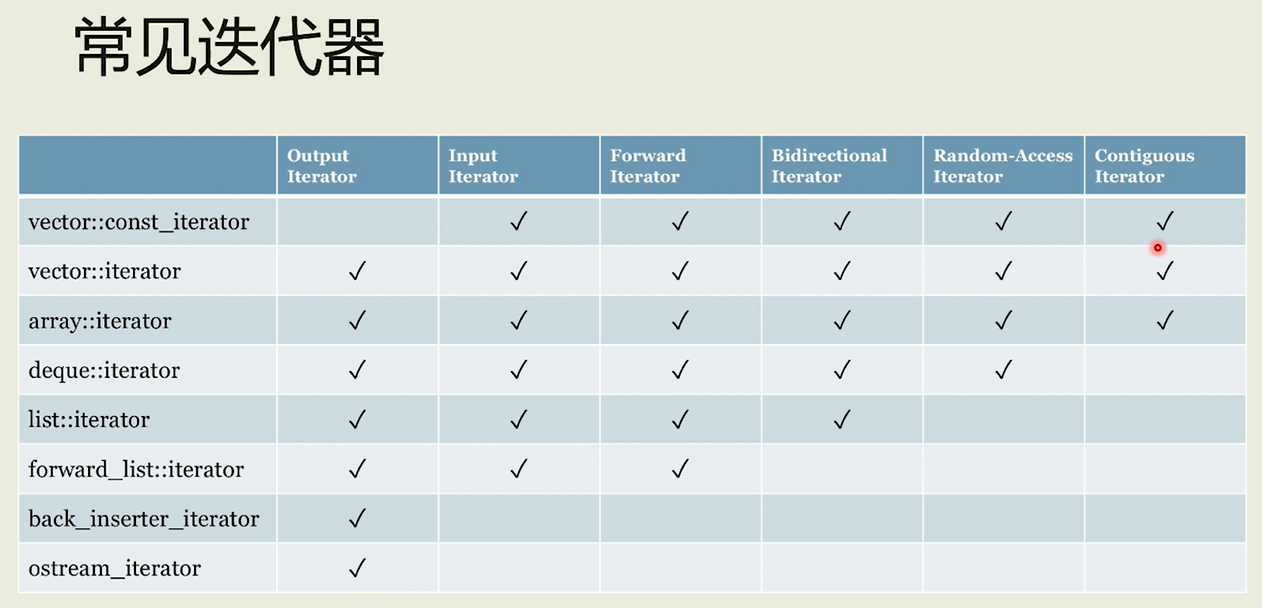 常见迭代器
Output Iterator
Input Iterator
Forward Iterator
Bidirectional Iterator
Random-Access Iterator
Contiguous Iterator
vector::const_iterator ✓ ✓ ✓ ✓ ✓
vector::iterator ✓ ✓ ✓ ✓ ✓ ✓
array::iterator ✓ ✓ ✓ ✓ ✓ ✓
deque::iterator ✓ ✓ ✓ ✓ ✓
list::iterator ✓ ✓ ✓ ✓
forward_list::iterator ✓ ✓ ✓
back_inserter_iterator ✓
ostream_iterator ✓